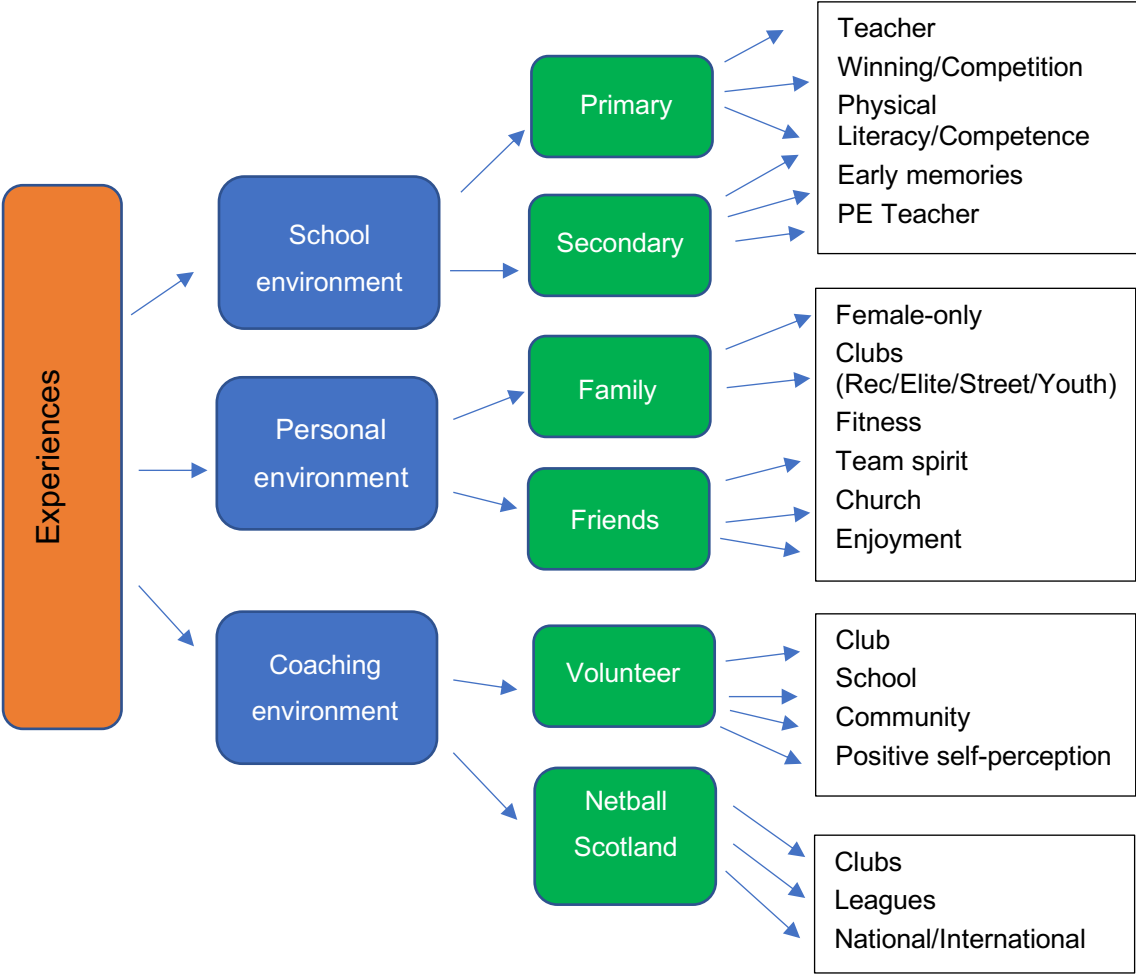 Experiences
School
environment
Personal
environment
Coaching
environment
Primary
Secondary
Family
Friends
Volunteer
Netball
Scotland
Teacher
Winning/Competition
Physical
Literacy/Competence
Early memories
PE Teacher
Female-only
Clubs
(Rec/Elite/Street/Youth)
Fitness
Team spirit
Church
Enjoyment
Club
School
Community
Positive self-perception
Clubs
Leagues
National/International